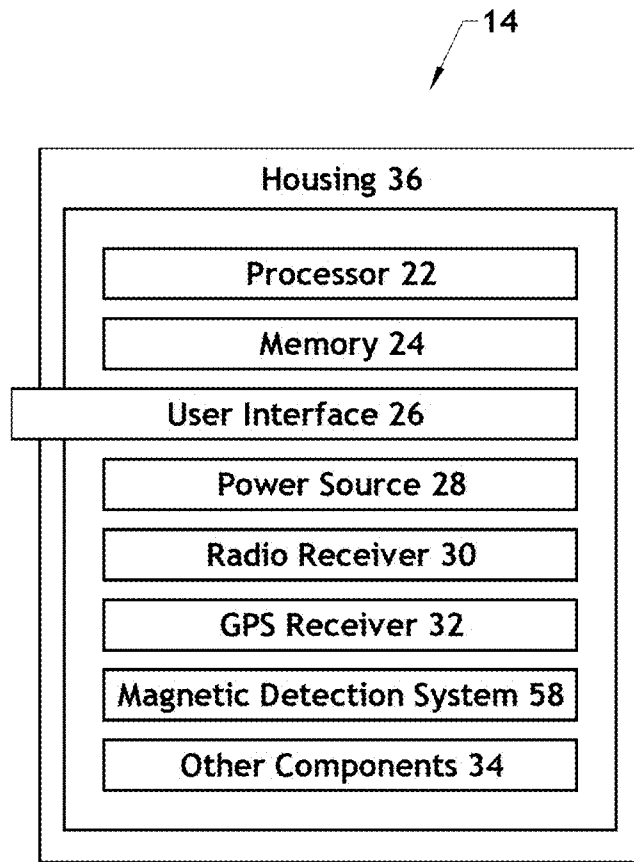 14
Housing 36
Processor 22
Memory 24
User Interface 26
Power Source 28
Radio Receiver 30
GPS Receiver 32
Magnetic Detection System 58
Other Components 34